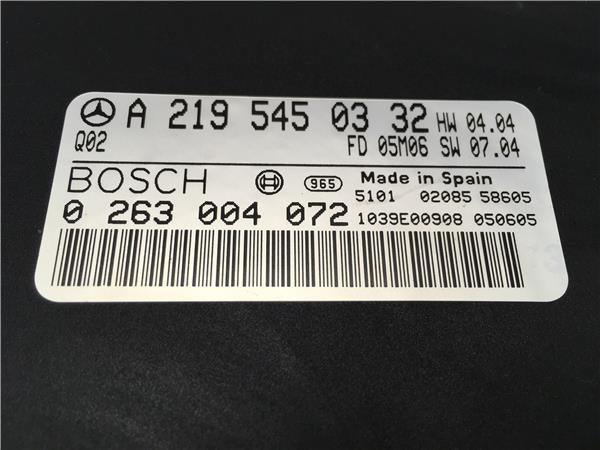 A 219 545 03 32 HW 04.04
Q02 FD 05M06 SW 07.04
BOSCH 965 Made in Spain
5101 02085 58605
0 263 004 072 1039E00908 050605